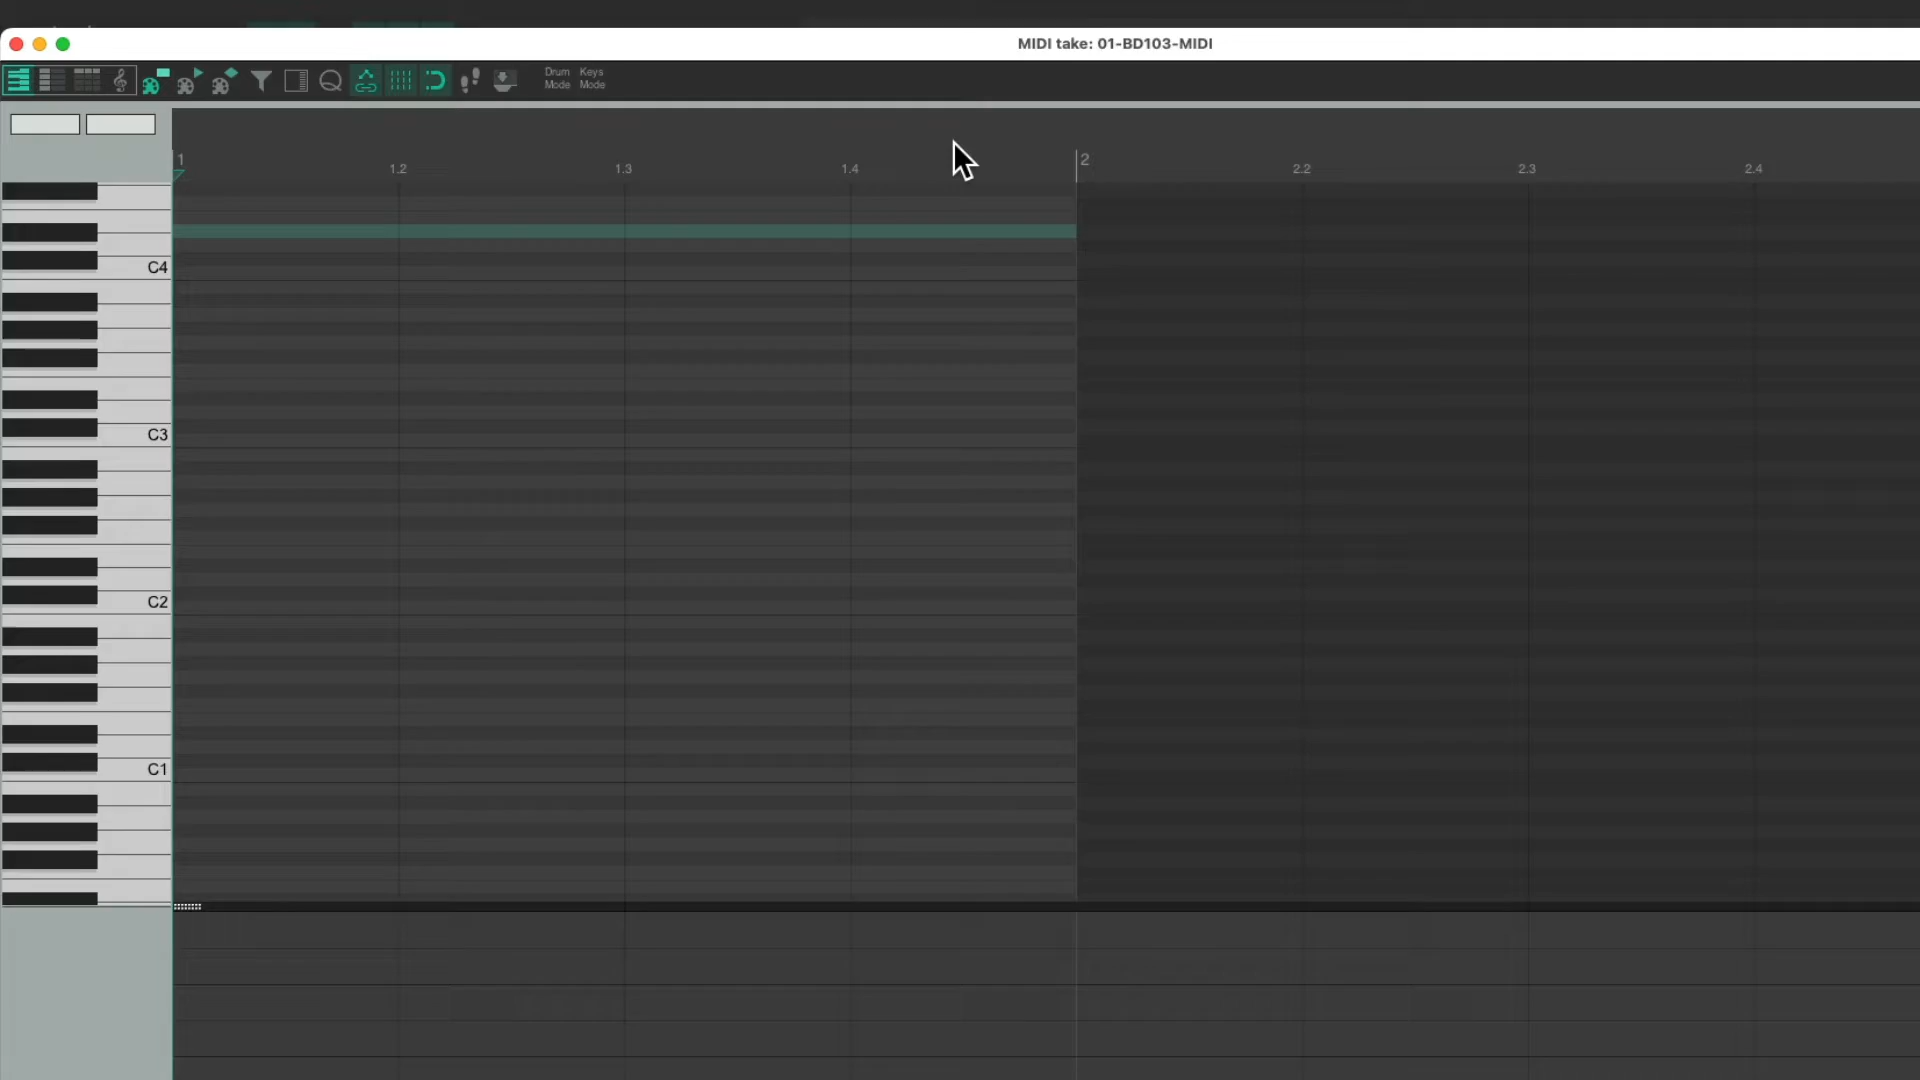 MIDI take: 01-BD103-MIDI
Drum Mode
Keys Mode
1 1.2 1.3 1.4 2 2.2 2.3 2.4
C4
C3
C2
C1